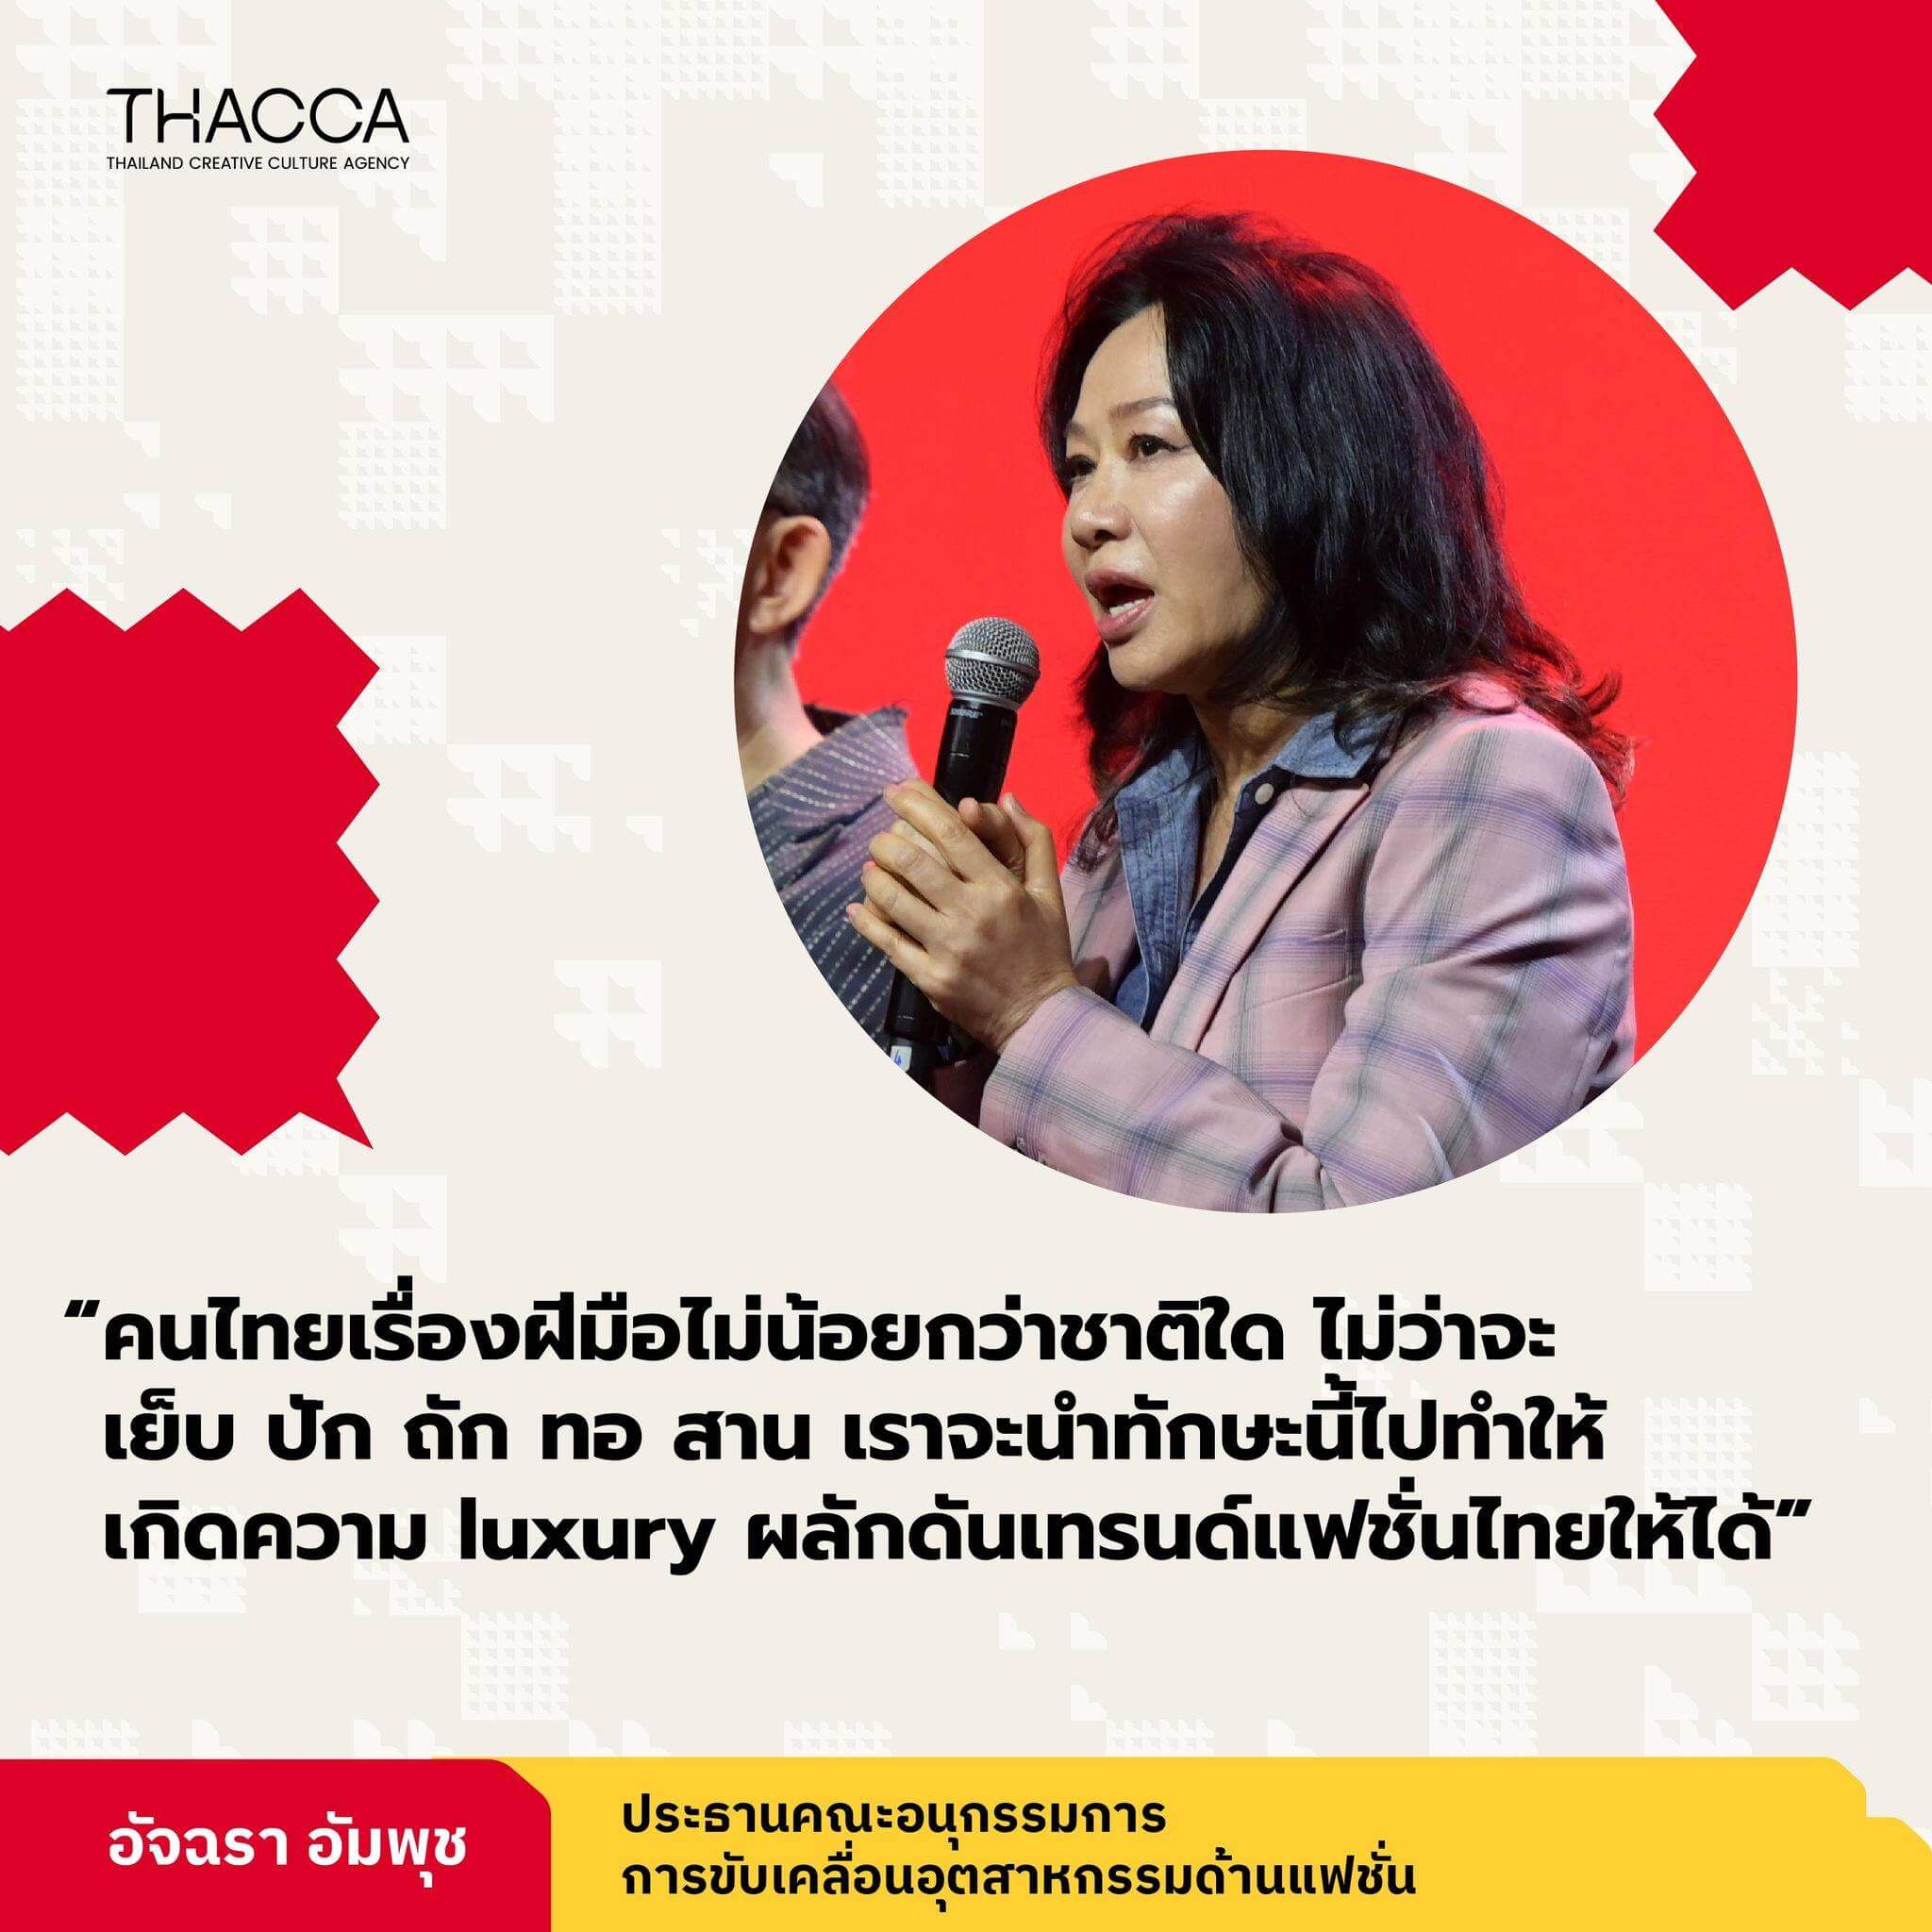 THACCA
THAILAND CREATIVE CULTURE AGENCY
SHURE
“คนไทยเรื่องฝีมือไม่น้อยกว่าชาติใด ไม่ว่าจะ
เย็บ ปัก ถัก ทอ สาน เราจะนำทักษะนี้ไปทำให้
เกิดความ luxury ผลักดันเทรนด์แฟชั่นไทยให้ได้”
อัจฉรา อัมพุช
ประธานคณะอนุกรรมการ
การขับเคลื่อนอุตสาหกรรมด้านแฟชั่น